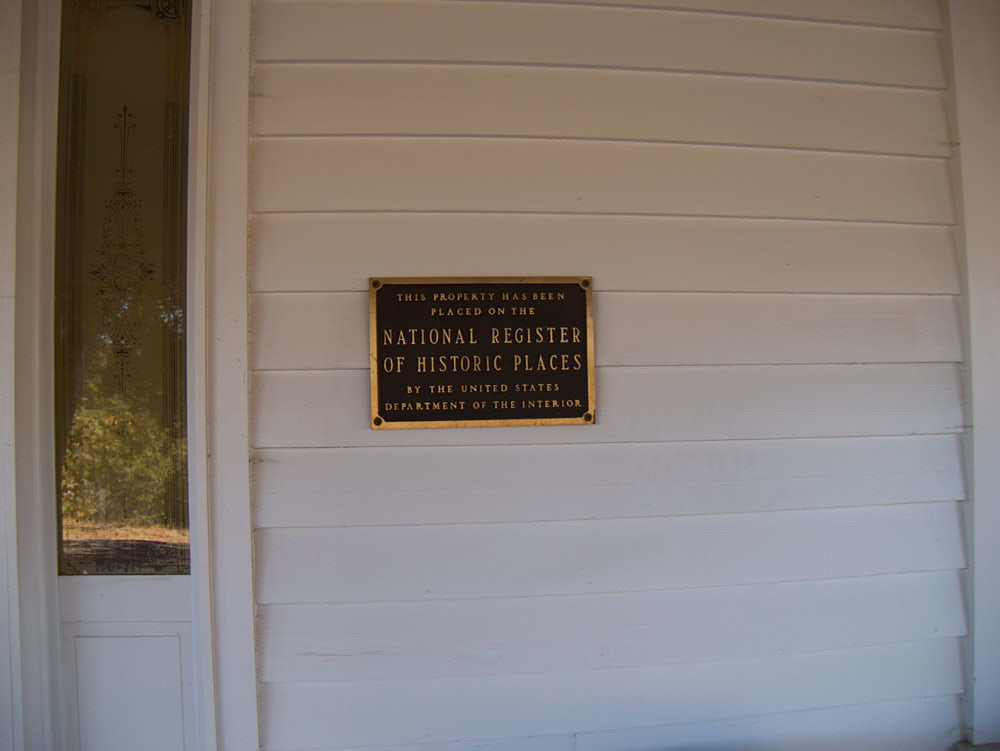 THIS PROPERTY HAS BEEN
PLACED ON THE
NATIONAL REGISTER
OF HISTORIC PLACES
BY THE UNITED STATES
DEPARTMENT OF THE INTERIOR